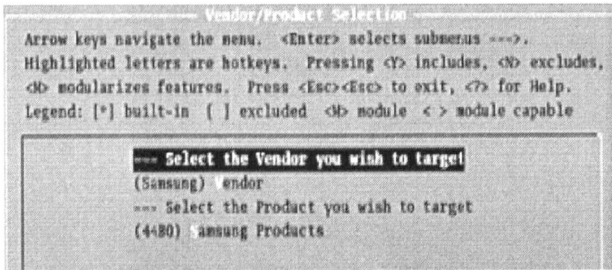 Vendor/Product Selection
Arrow keys navigate the menu. <Enter> selects submenus --->.
Highlighted letters are hotkeys. Pressing <Y> includes, <N> excludes,
<M> modularizes features. Press <Esc><Esc> to exit, <?> for Help.
Legend: [*] built-in [ ] excluded <M> module < > module capable
--- Select the Vendor you wish to target
(Samsung) Vendor
--- Select the Product you wish to target
(44B0) Samsung Products